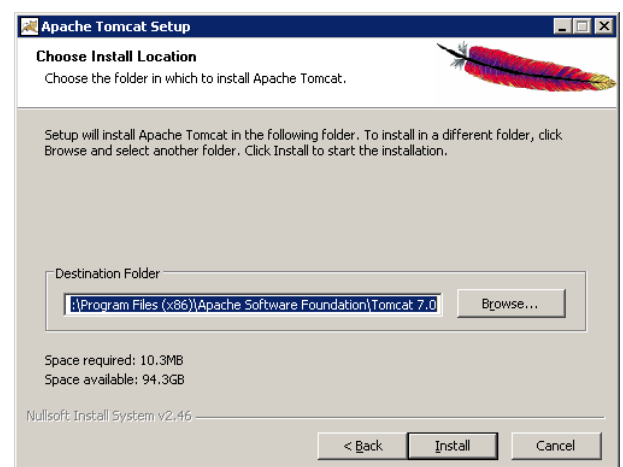 Apache Tomcat Setup
Choose Install Location
Choose the folder in which to install Apache Tomcat.
Setup will install Apache Tomcat in the following folder. To install in a different folder, click
Browse and select another folder. Click Install to start the installation.
Destination Folder
:\Program Files (x86)\Apache Software Foundation\Tomcat 7.0
Browse...
Space required: 10.3MB
Space available: 94.3GB
Nullsoft Install System v2.46
< Back
Install
Cancel